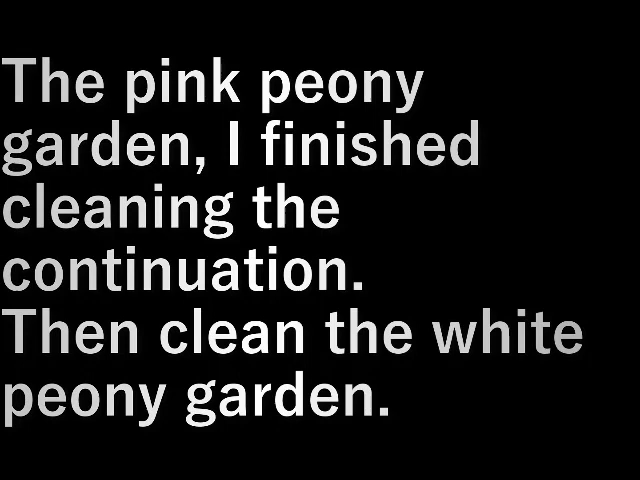 The pink peony
garden, I finished
cleaning the
continuation.
Then clean the white
peony garden.